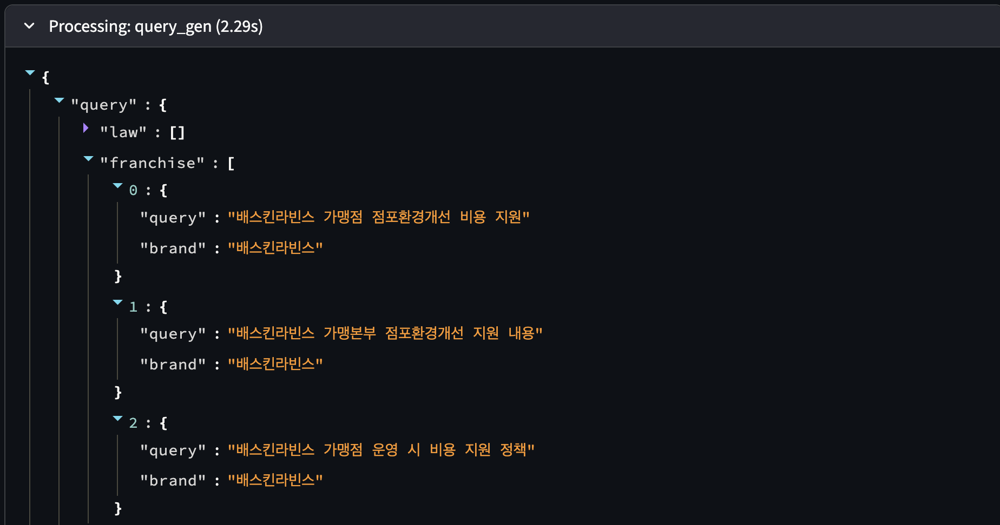 Processing: query_gen (2.29s)
{
"query" : {
"law" : []
"franchise" : [
0 : {
"query" : "배스킨라빈스 가맹점 점포환경개선 비용 지원"
"brand" : "배스킨라빈스"
}
1 : {
"query" : "배스킨라빈스 가맹본부 점포환경개선 지원 내용"
"brand" : "배스킨라빈스"
}
2 : {
"query" : "배스킨라빈스 가맹점 운영 시 비용 지원 정책"
"brand" : "배스킨라빈스"
}